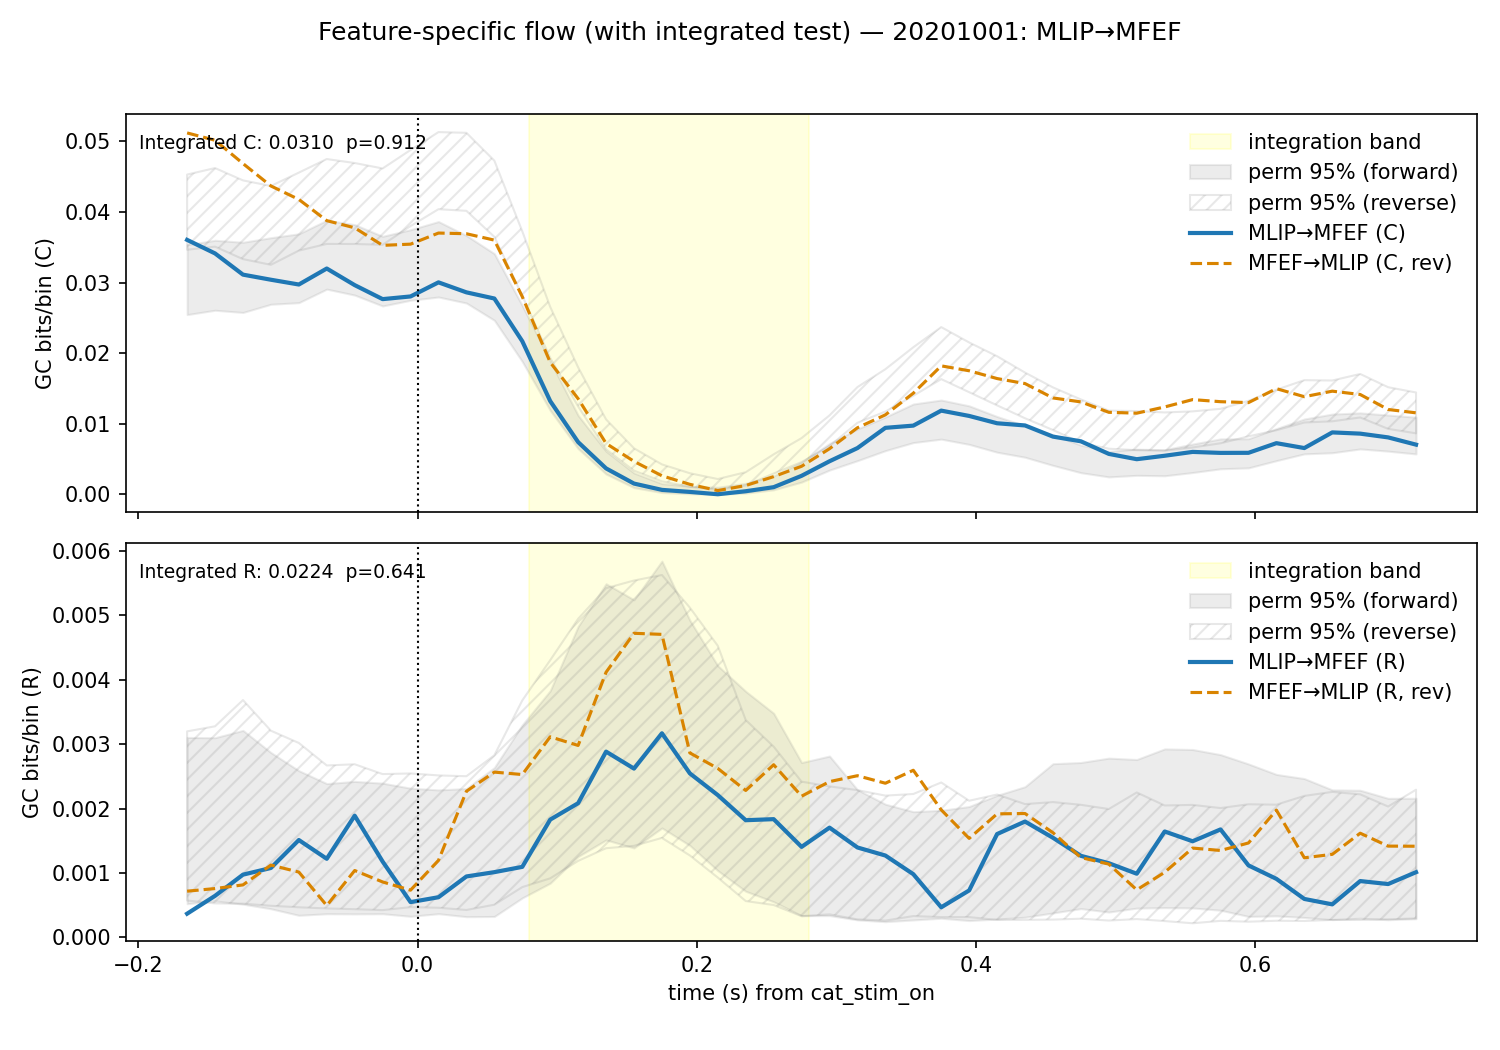 Feature-specific flow (with integrated test) — 20201001: MLIP→MFEF
Integrated C: 0.0310  p=0.912
integration band
perm 95% (forward)
perm 95% (reverse)
MLIP→MFEF (C)
MFEF→MLIP (C, rev)
GC bits/bin (C)
0.05
0.04
0.03
0.02
0.01
0.00
Integrated R: 0.0224  p=0.641
integration band
perm 95% (forward)
perm 95% (reverse)
MLIP→MFEF (R)
MFEF→MLIP (R, rev)
GC bits/bin (R)
0.006
0.005
0.004
0.003
0.002
0.001
0.000
−0.2
0.0
0.2
0.4
0.6
time (s) from cat_stim_on